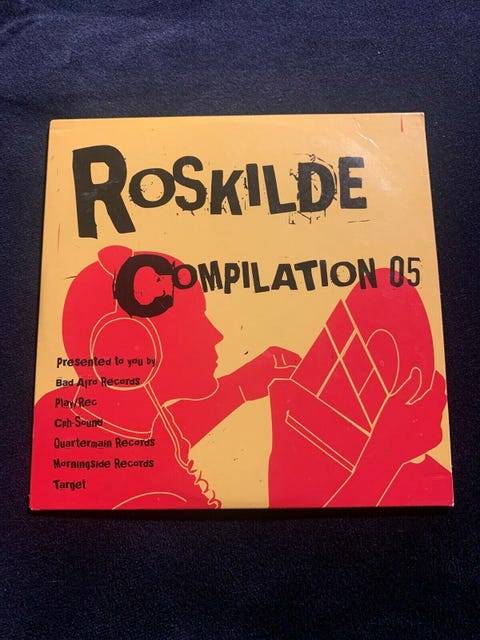 ROSKILDE
COMPILATION 05
Presented to you by
Bad Afro Records
Play/Rec
Cph-Sound
Quartermain Records
Morningside Records
Target